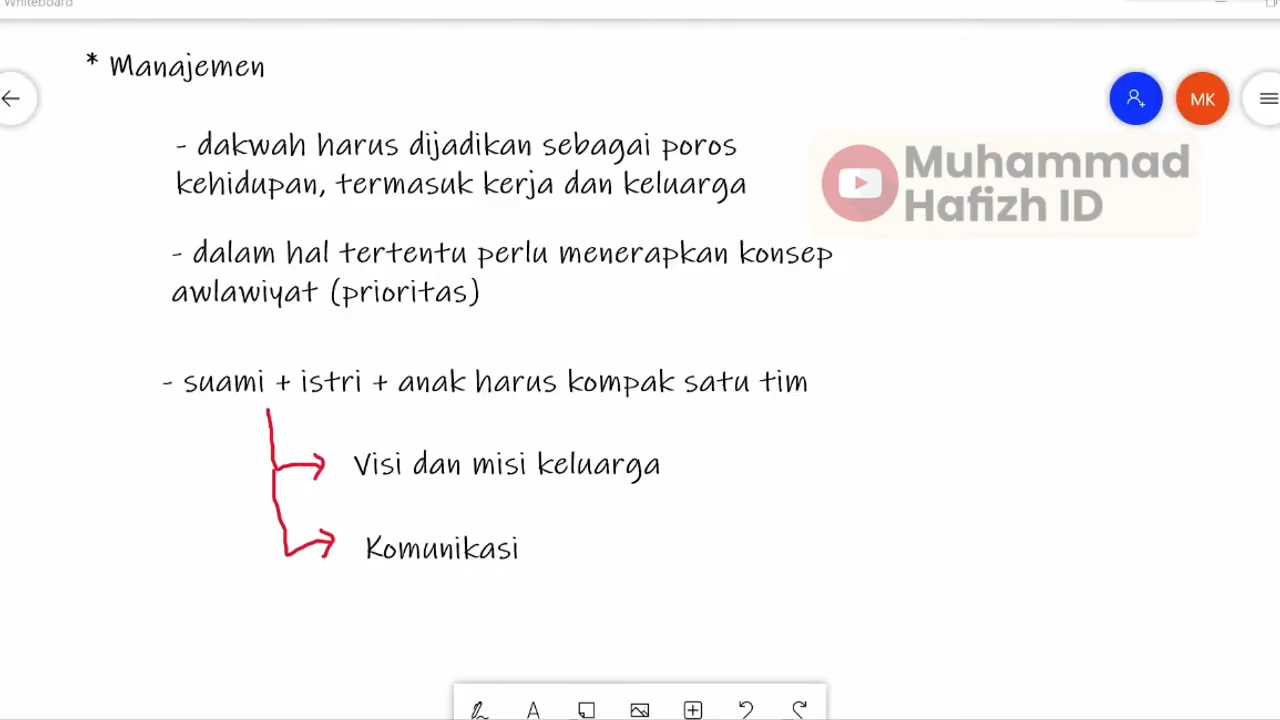 Whiteboard
* Manajemen
MK
- dakwah harus dijadikan sebagai poros
kehidupan, termasuk kerja dan keluarga
Muhammad
Hafizh ID
- dalam hal tertentu perlu menerapkan konsep
awlawiyat (prioritas)
- suami + istri + anak harus kompak satu tim
Visi dan misi keluarga
Komunikasi